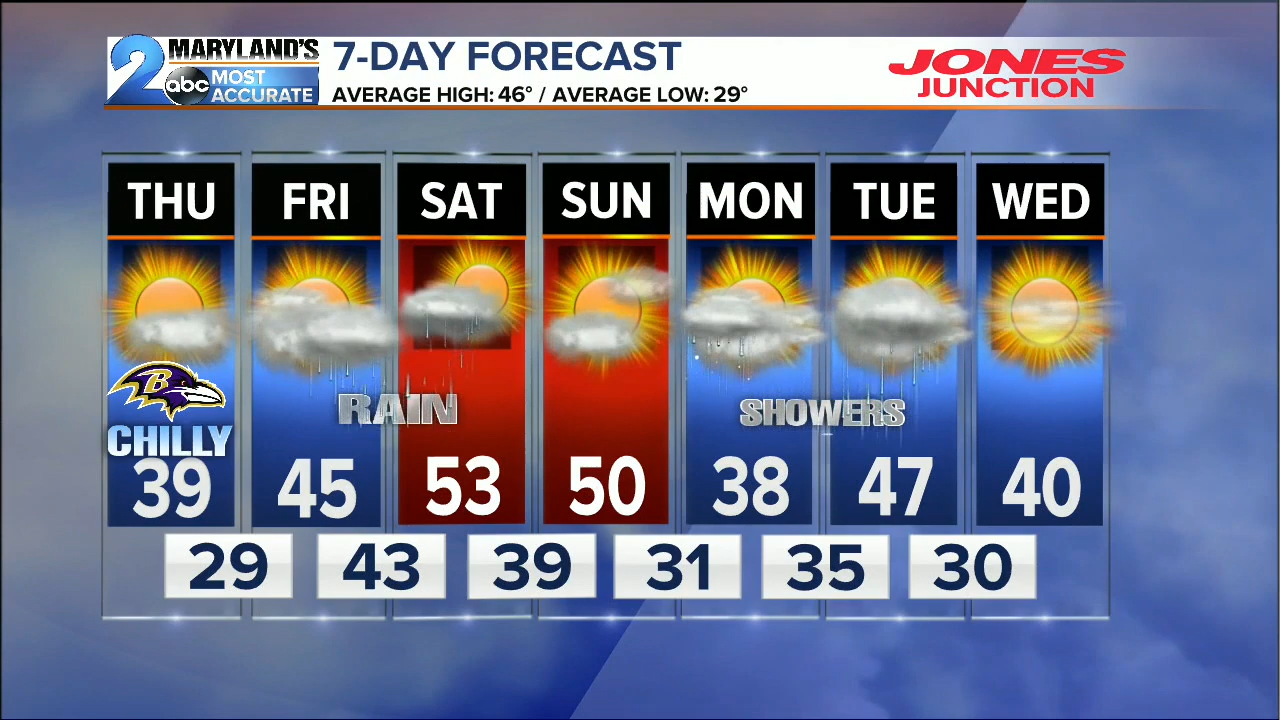 2
abc
MARYLAND'S
MOST
ACCURATE
7-DAY FORECAST
AVERAGE HIGH: 46° / AVERAGE LOW: 29°
JONES
JUNCTION
THU FRI SAT SUN MON TUE WED
B
CHILLY
RAIN
SHOWERS
39 45 53 50 38 47 40
29 43 39 31 35 30